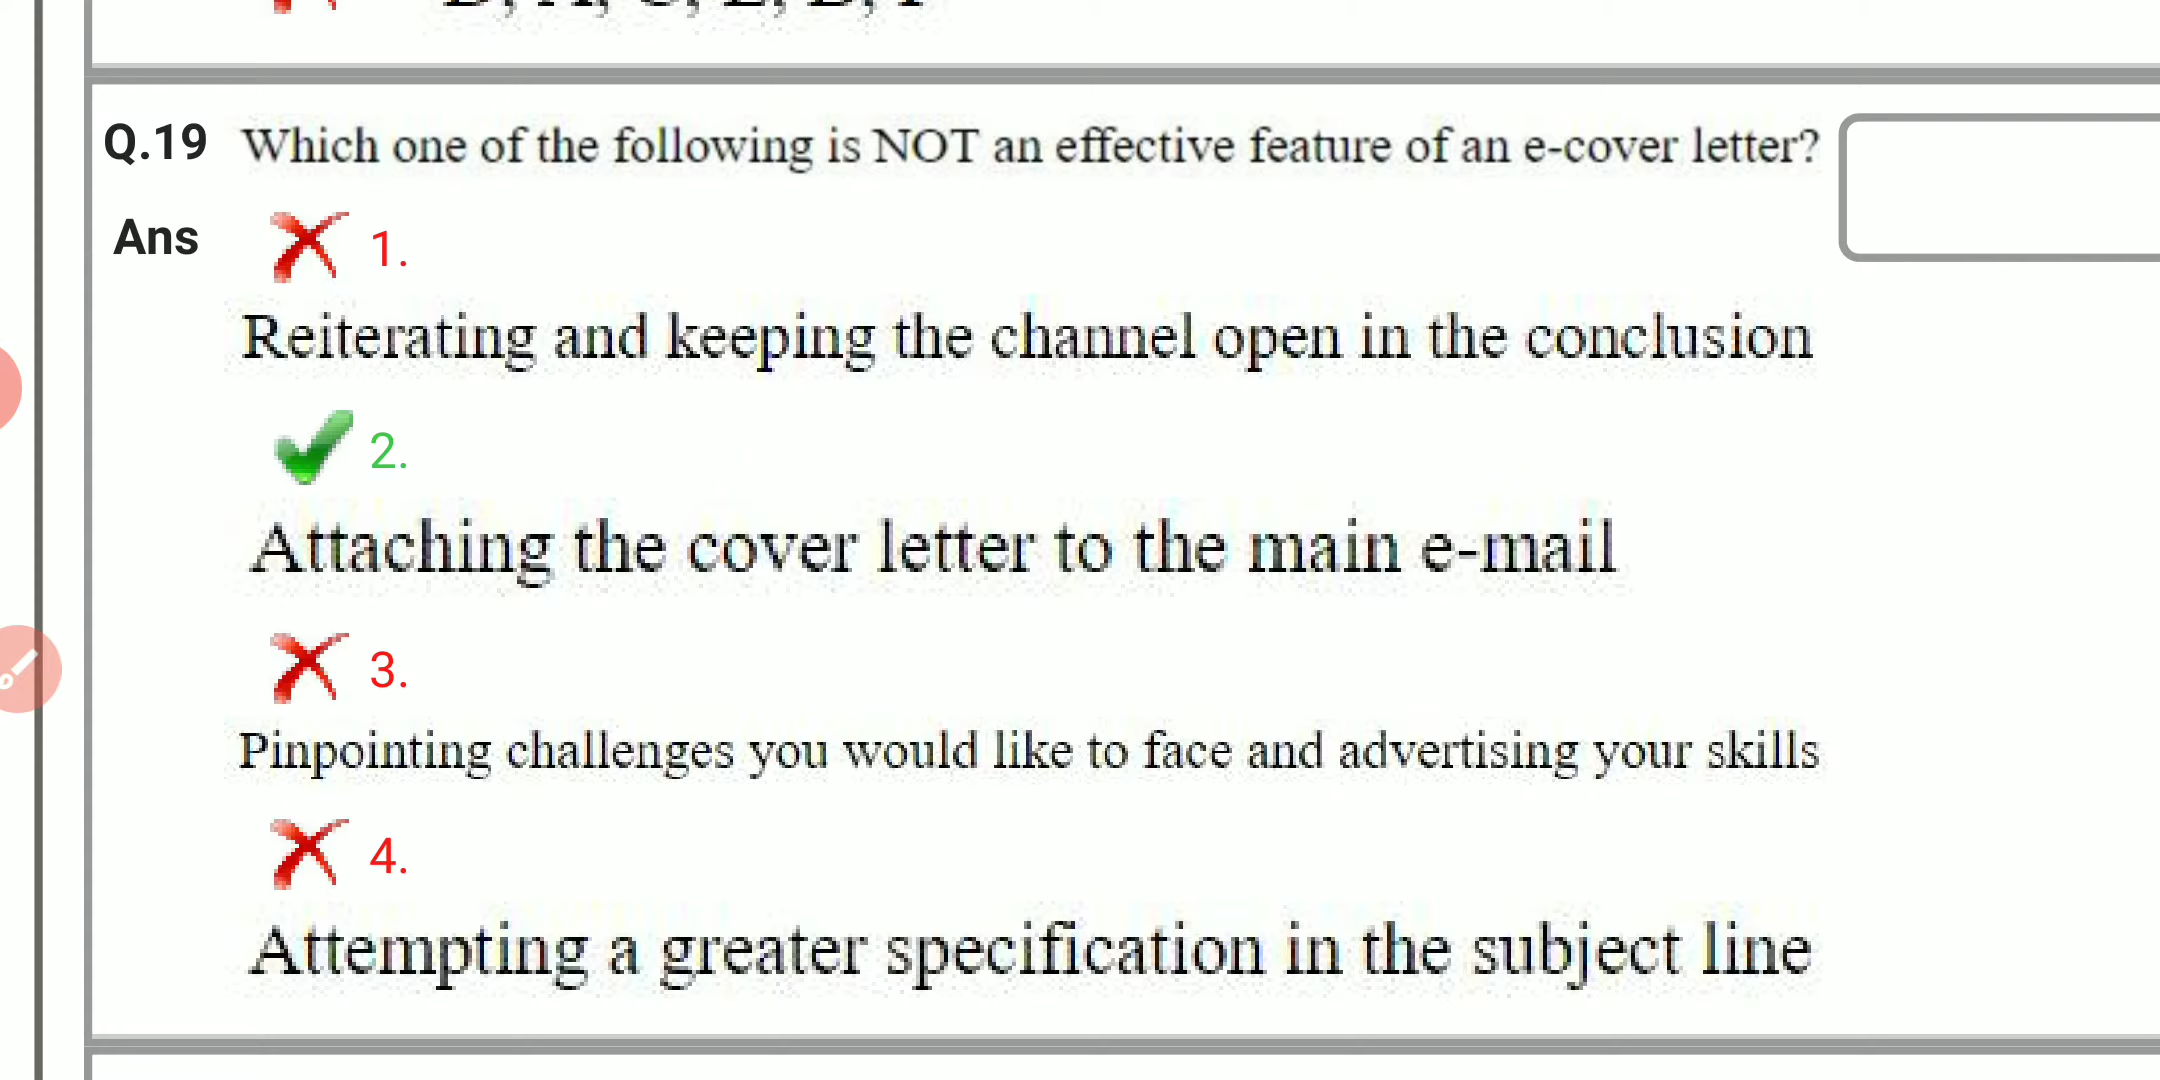 Q.19 Which one of the following is NOT an effective feature of an e-cover letter?
Ans 1.
Reiterating and keeping the channel open in the conclusion
2.
Attaching the cover letter to the main e-mail
3.
Pinpointing challenges you would like to face and advertising your skills
4.
Attempting a greater specification in the subject line